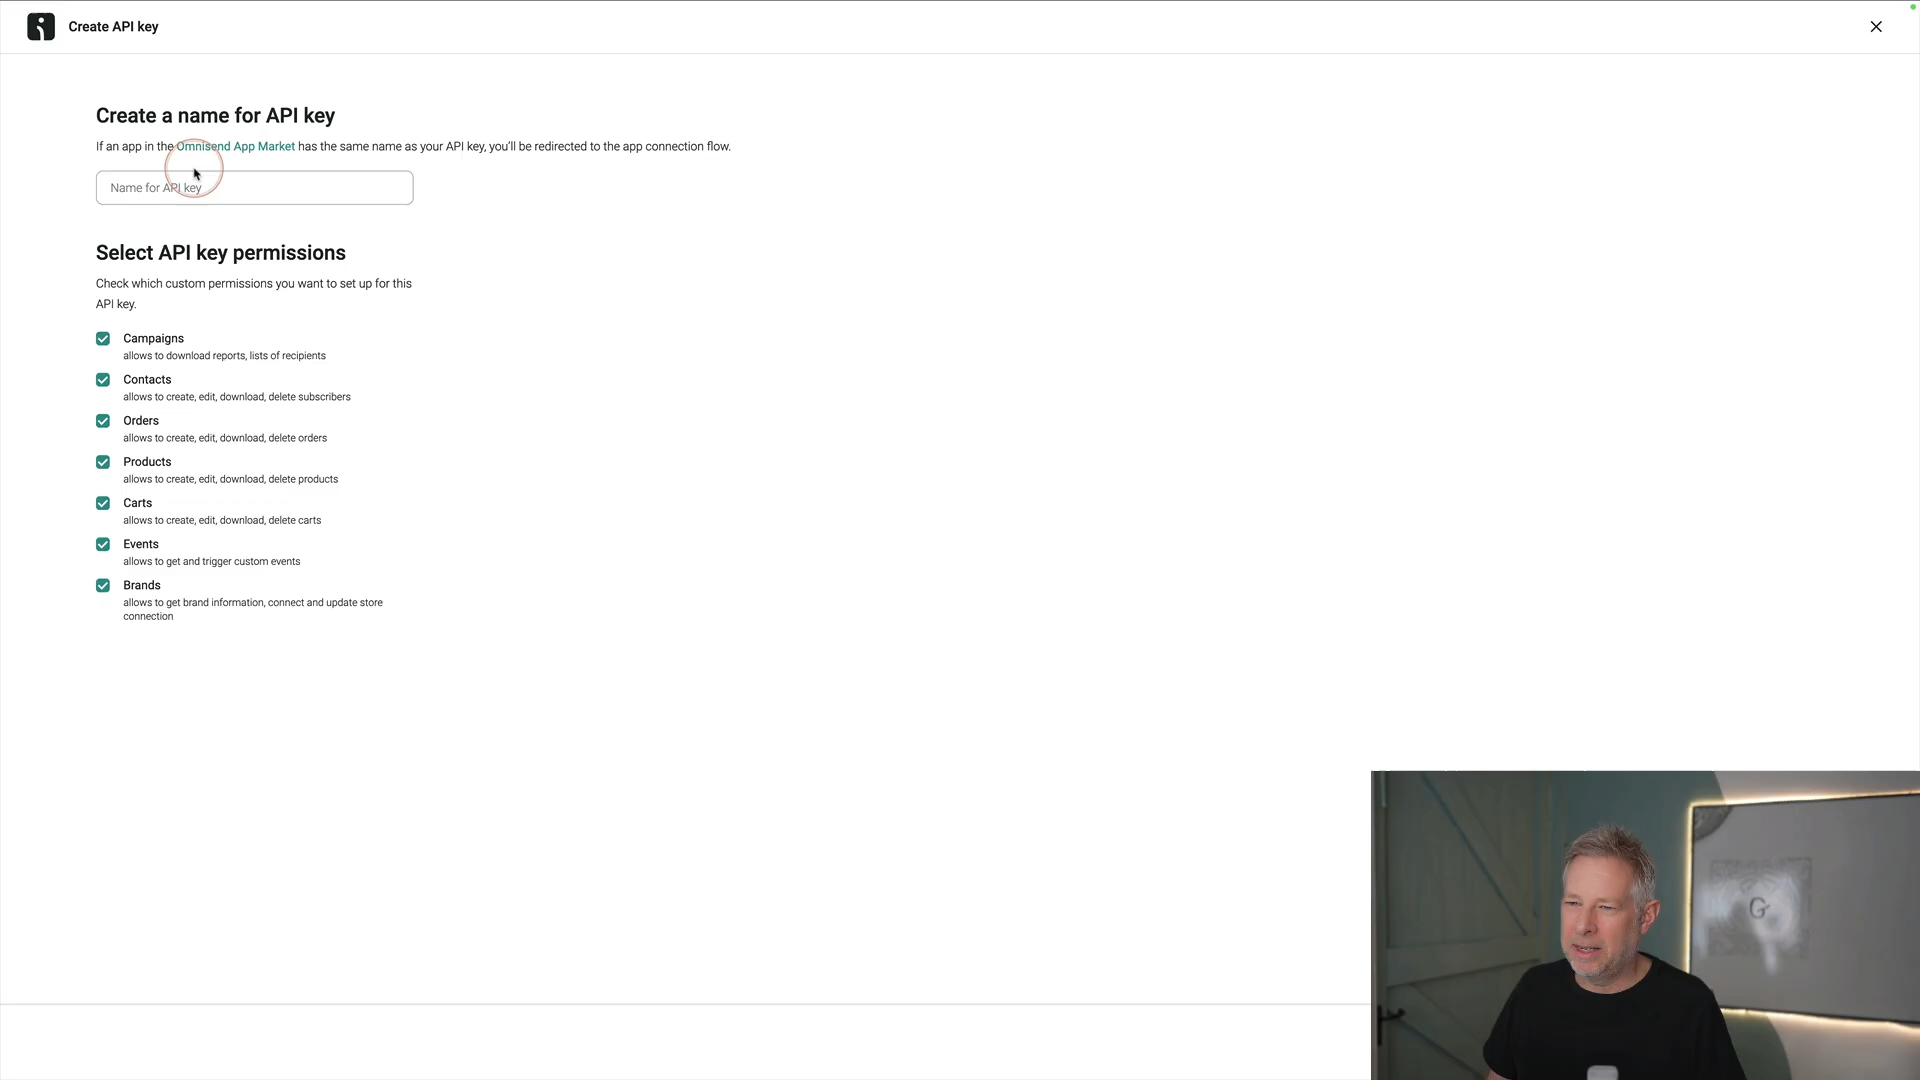 Create API key
Create a name for API key
If an app in the Omnisend App Market has the same name as your API key, you'll be redirected to the app connection flow.
Name for API key
Select API key permissions
Check which custom permissions you want to set up for this
API key.
Campaigns
allows to download reports, lists of recipients
Contacts
allows to create, edit, download, delete subscribers
Orders
allows to create, edit, download, delete orders
Products
allows to create, edit, download, delete products
Carts
allows to create, edit, download, delete carts
Events
allows to get and trigger custom events
Brands
allows to get brand information, connect and update store
connection
G